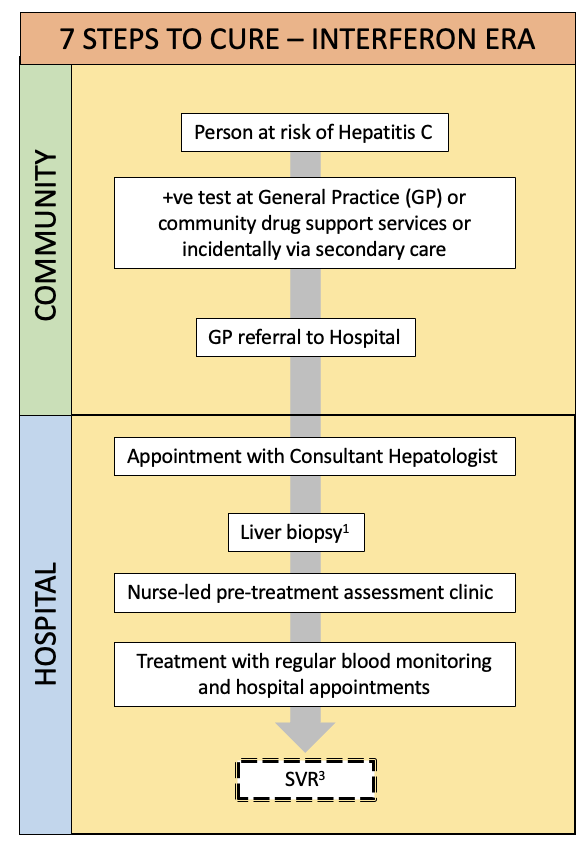 7 STEPS TO CURE – INTERFERON ERA
COMMUNITY
Person at risk of Hepatitis C
+ve test at General Practice (GP) or
community drug support services or
incidentally via secondary care
GP referral to Hospital
HOSPITAL
Appointment with Consultant Hepatologist
Liver biopsy¹
Nurse-led pre-treatment assessment clinic
Treatment with regular blood monitoring
and hospital appointments
SVR³